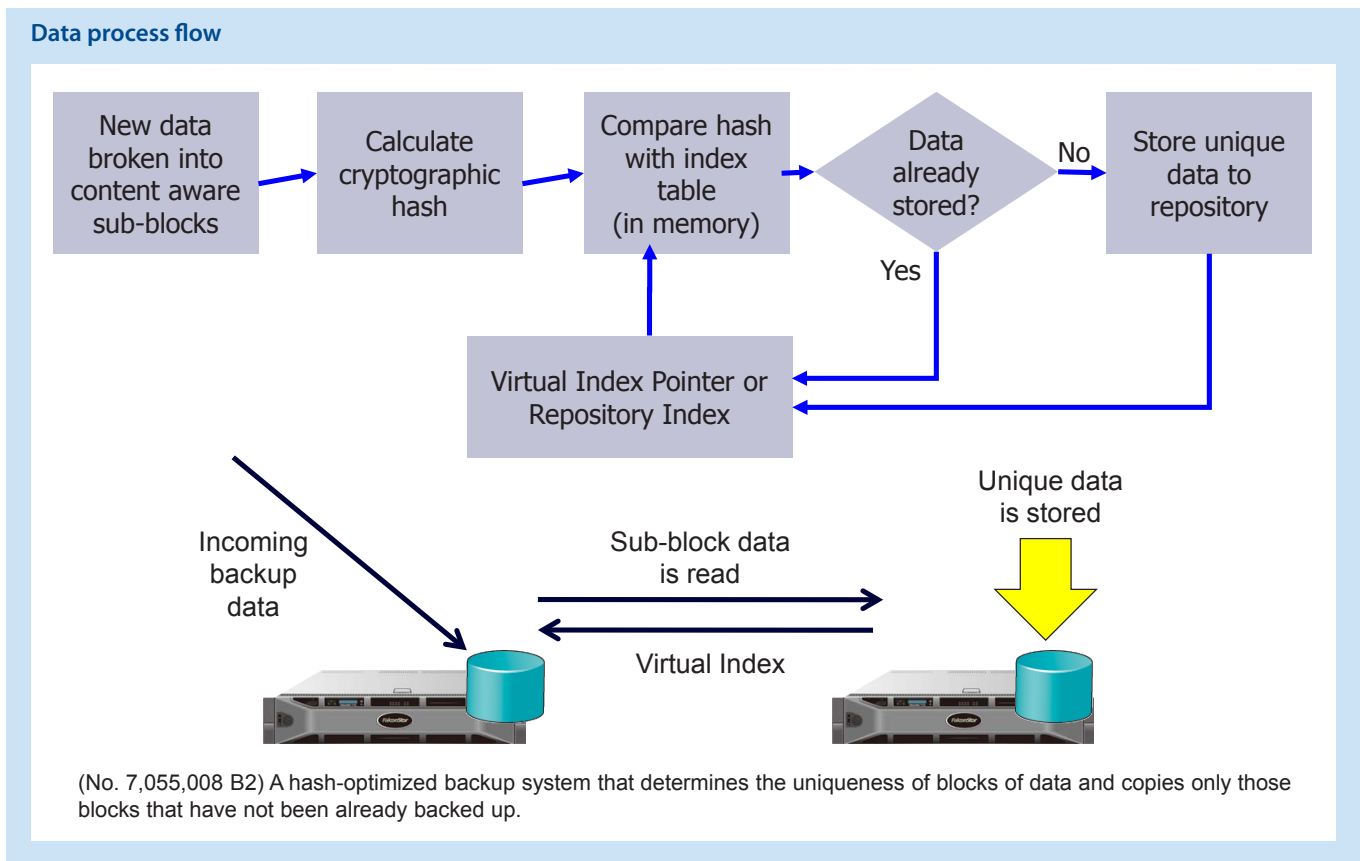 Data process flow
New data
broken into
content aware
sub-blocks
Calculate
cryptographic
hash
Compare hash
with index
table
(in memory)
Data
already
stored?
No
Store unique
data to
repository
Yes
Virtual Index Pointer or
Repository Index
Incoming
backup
data
Sub-block data
is read
Virtual Index
Unique data
is stored
FalconStor
FalconStor
(No. 7,055,008 B2) A hash-optimized backup system that determines the uniqueness of blocks of data and copies only those
blocks that have not been already backed up.